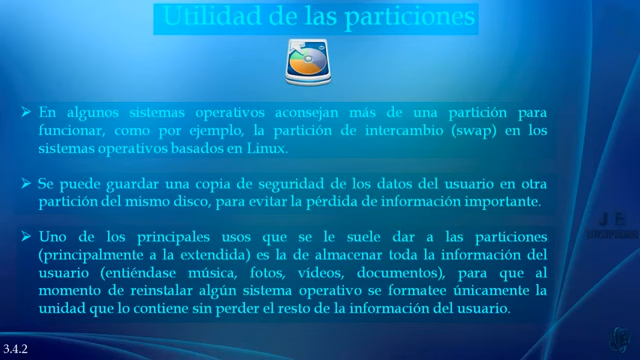 Utilidad de las particiones
➢ En algunos sistemas operativos aconsejan más de una partición para
funcionar, como por ejemplo, la partición de intercambio (swap) en los
sistemas operativos basados en Linux.
➢ Se puede guardar una copia de seguridad de los datos del usuario en otra
partición del mismo disco, para evitar la pérdida de información importante.
➢ Uno de los principales usos que se le suele dar a las particiones
(principalmente a la extendida) es la de almacenar toda la información del
usuario (entiéndase música, fotos, vídeos, documentos), para que al
momento de reinstalar algún sistema operativo se formatee únicamente la
unidad que lo contiene sin perder el resto de la información del usuario.
J E
3.4.2